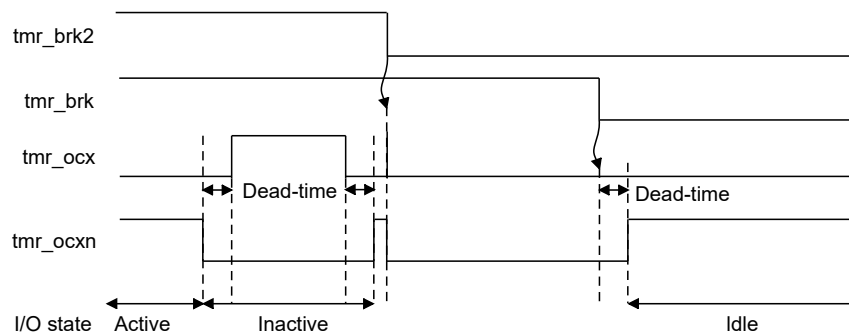 tmr_brk2
tmr_brk
tmr_ocx
Dead-time
Dead-time
tmr_ocxn
I/O state Active Inactive Idle